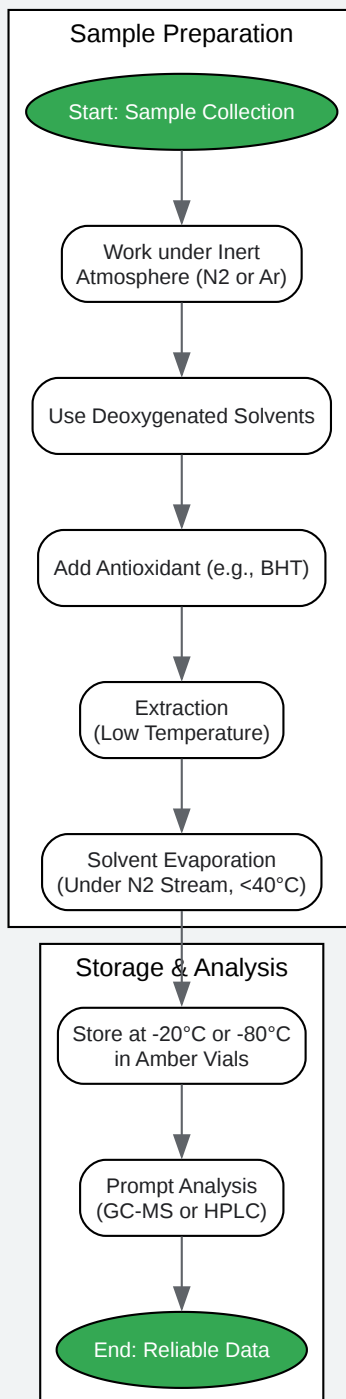 Sample Preparation
Start: Sample Collection
Work under Inert
Atmosphere (N2 or Ar)
Use Deoxygenated Solvents
Add Antioxidant (e.g., BHT)
Extraction
(Low Temperature)
Solvent Evaporation
(Under N2 Stream, <40°C)
Storage & Analysis
Store at -20°C or -80°C
in Amber Vials
Prompt Analysis
(GC-MS or HPLC)
End: Reliable Data